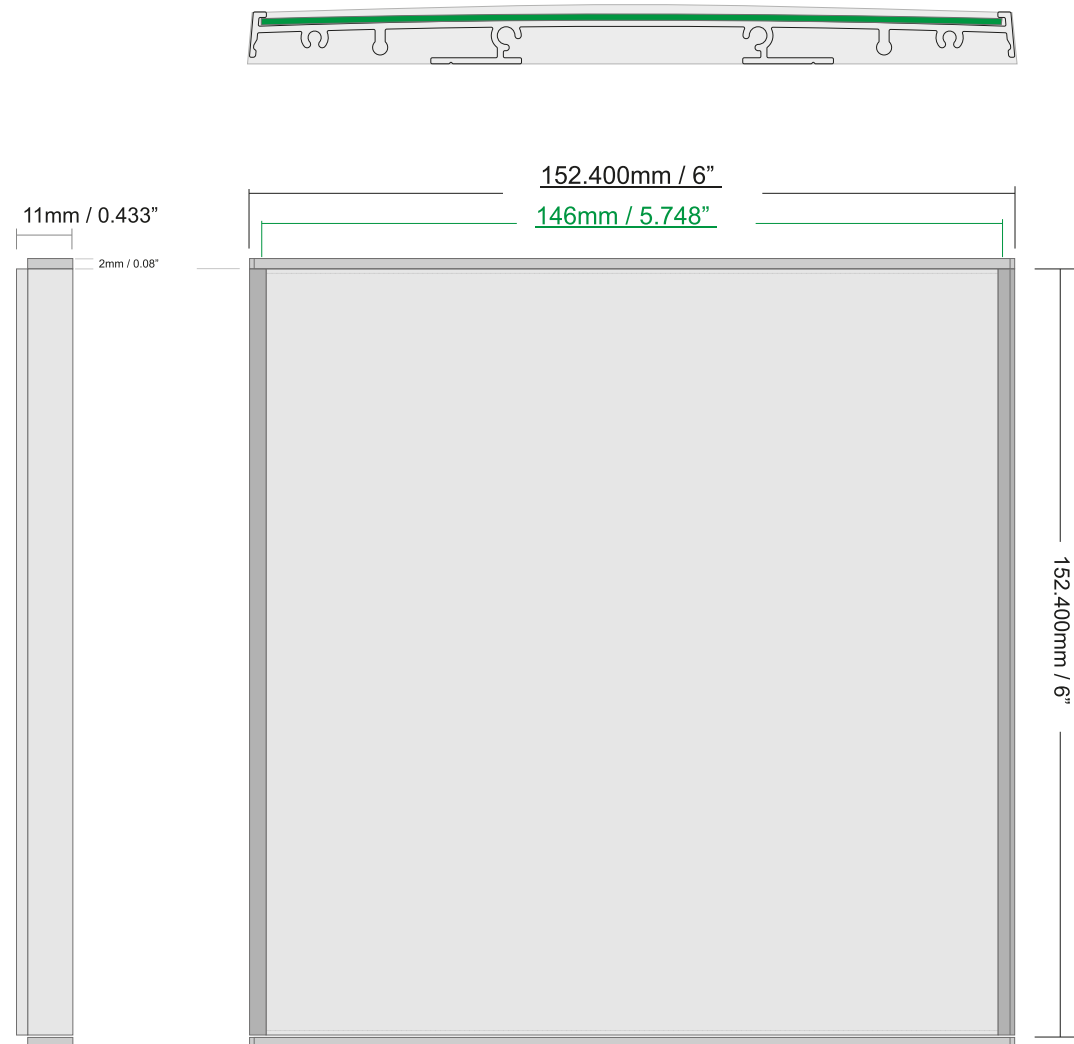 152.400mm / 6”
146mm / 5.748”
11mm / 0.433”
2mm / 0.08”
152.400mm / 6”